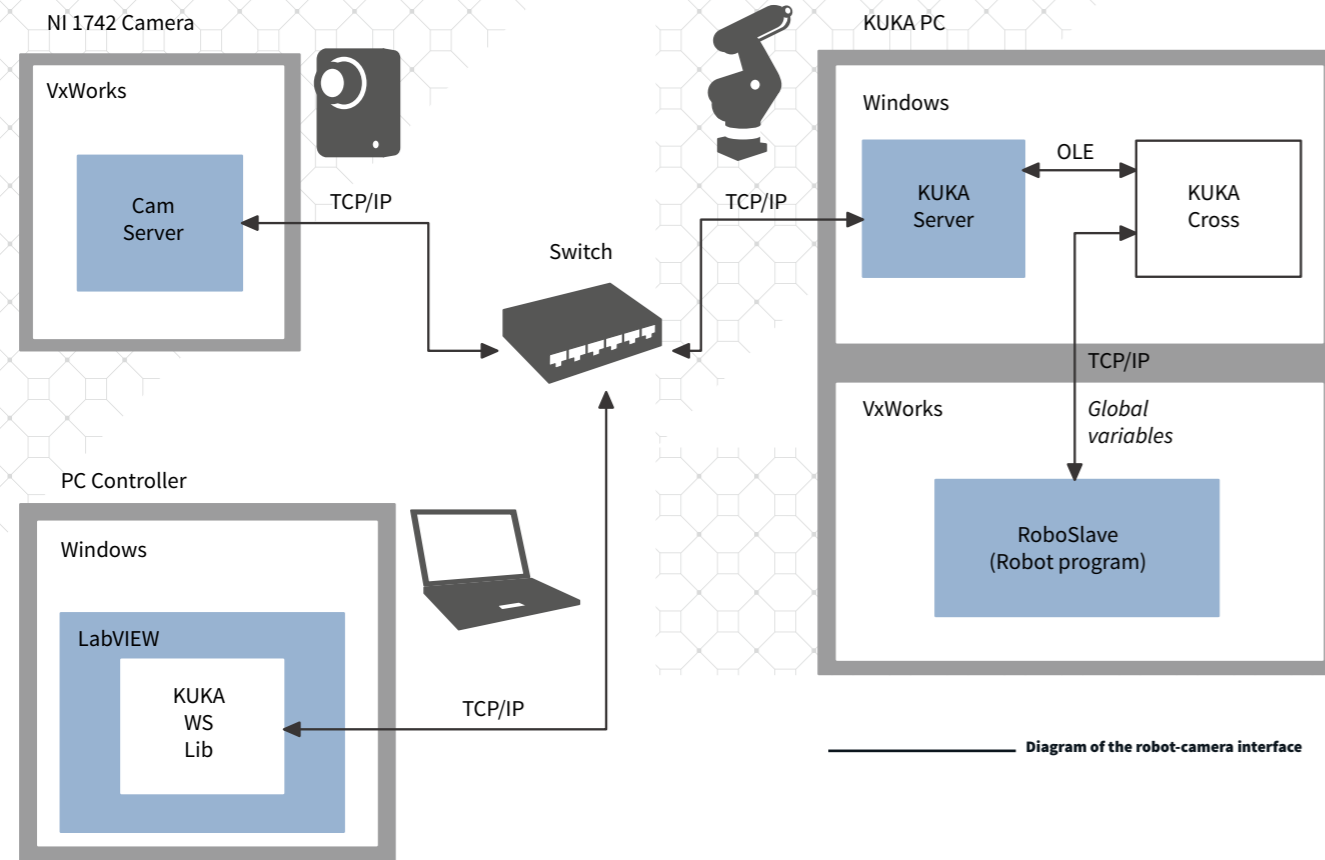 NI 1742 Camera
VxWorks
Cam
Server
TCP/IP
Switch
TCP/IP
KUKA PC
Windows
KUKA
Server
OLE
KUKA
Cross
TCP/IP
Global
variables
VxWorks
RoboSlave
(Robot program)
PC Controller
Windows
LabVIEW
KUKA
WS
Lib
TCP/IP
Diagram of the robot-camera interface